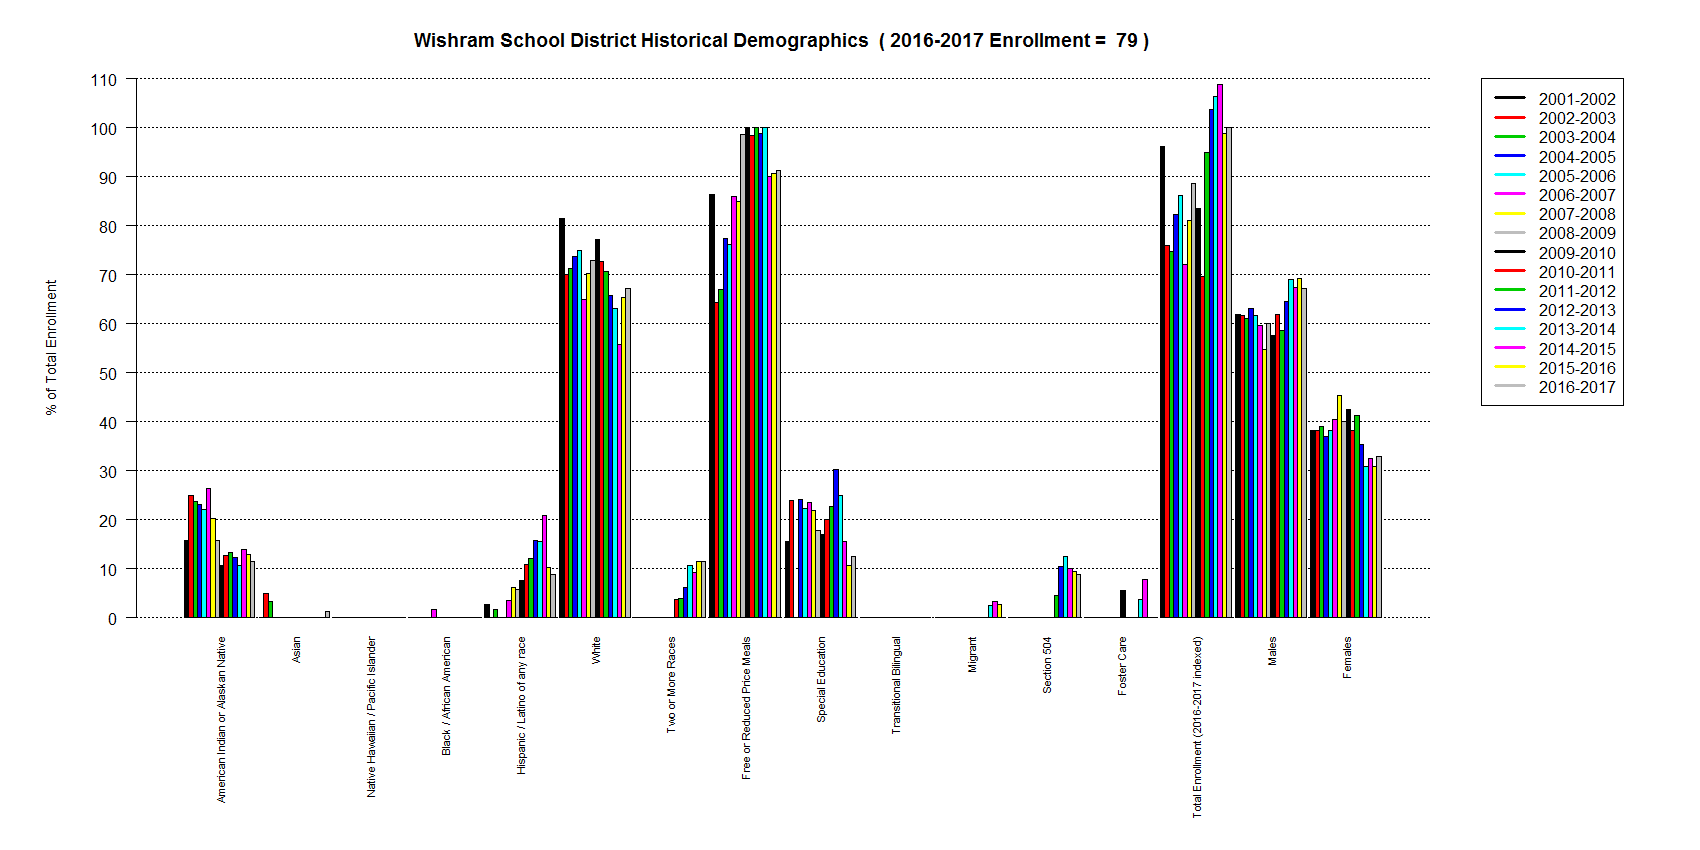 Wishram School District Historical Demographics ( 2016-2017 Enrollment = 79 )
% of Total Enrollment
110
100
90
80
70
60
50
40
30
20
10
0
American Indian or Alaskan Native
Asian
Native Hawaiian / Pacific Islander
Black / African American
Hispanic / Latino of any race
White
Two or More Races
Free or Reduced Price Meals
Special Education
Transitional Bilingual
Migrant
Section 504
Foster Care
Total Enrollment (2016-2017 indexed)
Males
Females
2001-2002
2002-2003
2003-2004
2004-2005
2005-2006
2006-2007
2007-2008
2008-2009
2009-2010
2010-2011
2011-2012
2012-2013
2013-2014
2014-2015
2015-2016
2016-2017